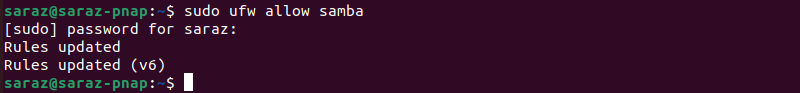 saraz@saraz-pnap:~$ sudo ufw allow samba
[sudo] password for saraz:
Rules updated
Rules updated (v6)
saraz@saraz-pnap:~$